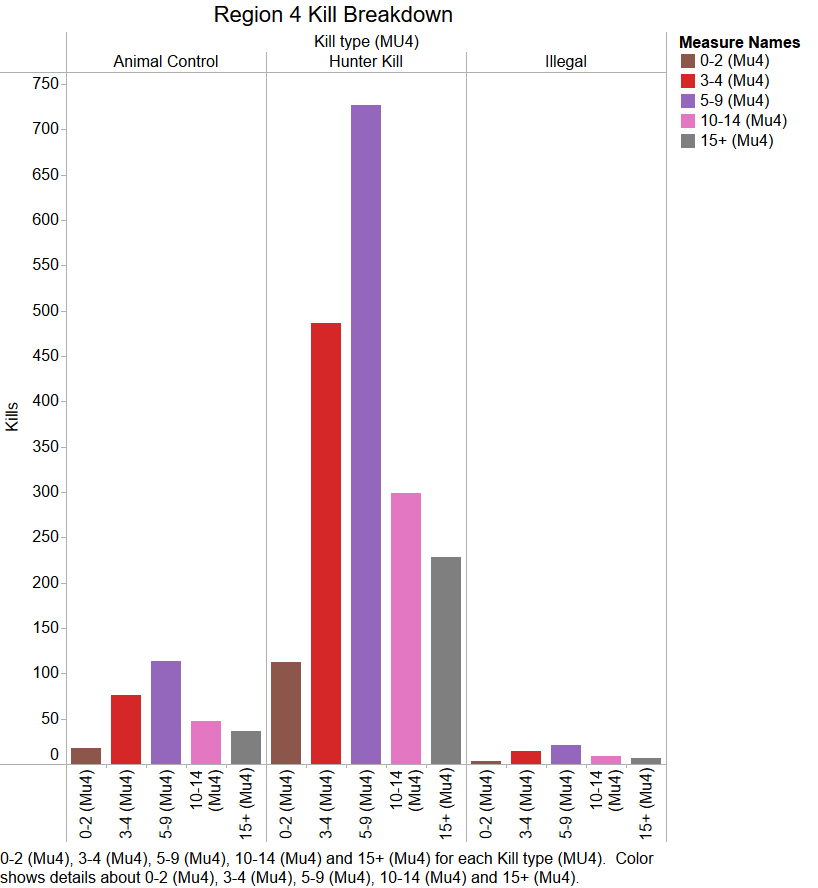 Region 4 Kill Breakdown
Kill type (MU4)
Animal Control
Hunter Kill
Illegal
Measure Names
0-2 (Mu4)
3-4 (Mu4)
5-9 (Mu4)
10-14 (Mu4)
15+ (Mu4)
750
700
650
600
550
500
450
400
350
300
250
200
150
100
50
0
Kills
0-2 (Mu4)
3-4 (Mu4)
5-9 (Mu4)
10-14
(Mu4)
15+ (Mu4)
0-2 (Mu4)
3-4 (Mu4)
5-9 (Mu4)
10-14
(Mu4)
15+ (Mu4)
0-2 (Mu4)
3-4 (Mu4)
5-9 (Mu4)
10-14
(Mu4)
15+ (Mu4)
0-2 (Mu4), 3-4 (Mu4), 5-9 (Mu4), 10-14 (Mu4) and 15+ (Mu4) for each Kill type (MU4).  Color
shows details about 0-2 (Mu4), 3-4 (Mu4), 5-9 (Mu4), 10-14 (Mu4) and 15+ (Mu4).